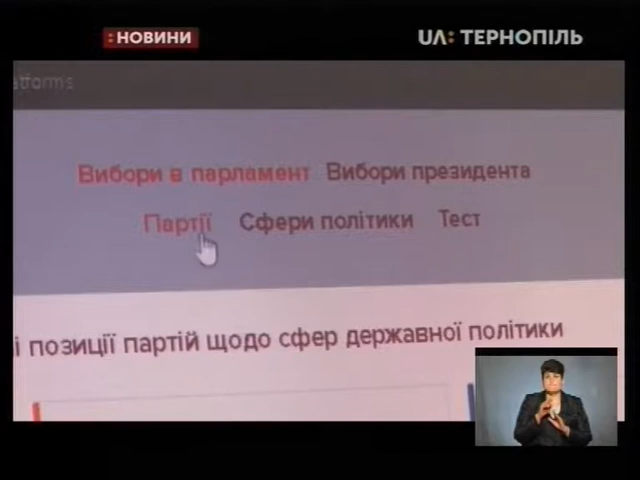 :НОВИНИ
UA: ТЕРНОПІЛЬ
atforms
Вибори в парламент Вибори президента
Партії Сфери політики Тест
і позиції партій щодо сфер державної політики